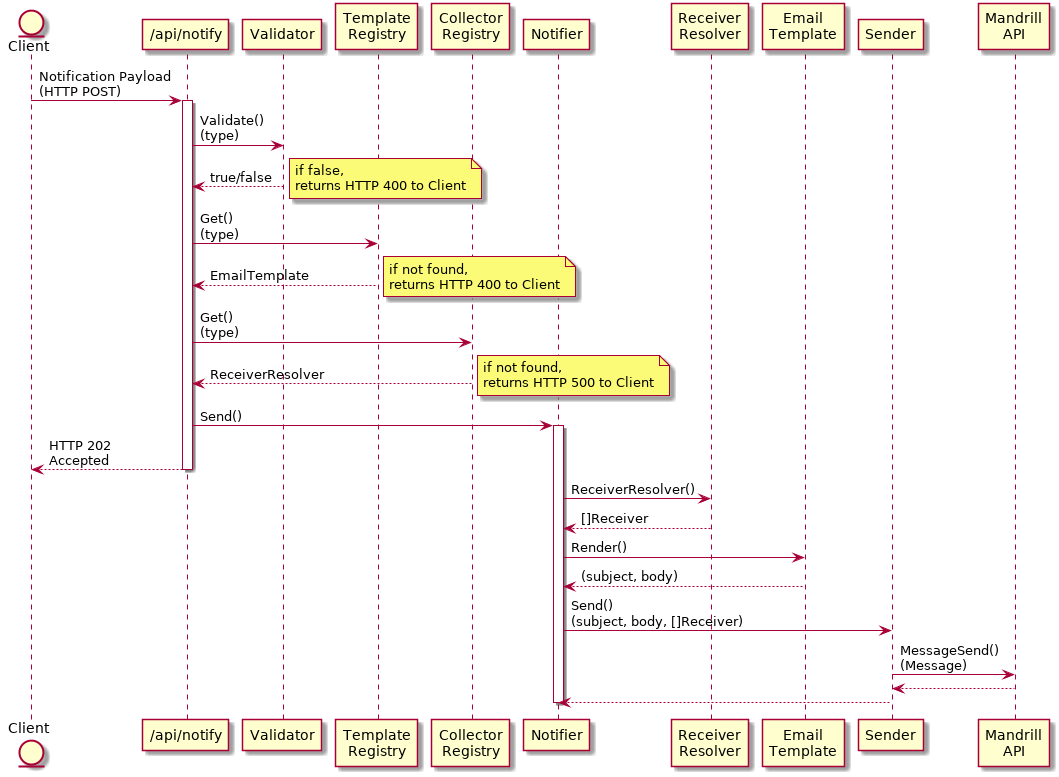 Client
/api/notify
Validator
Template
Registry
Collector
Registry
Notifier
Receiver
Resolver
Email
Template
Sender
Mandrill
API
Notification Payload
(HTTP POST)
Validate()
(type)
true/false
if false,
returns HTTP 400 to Client
Get()
(type)
EmailTemplate
if not found,
returns HTTP 400 to Client
Get()
(type)
ReceiverResolver
if not found,
returns HTTP 500 to Client
Send()
HTTP 202
Accepted
ReceiverResolver()
[]Receiver
Render()
(subject, body)
Send()
(subject, body, []Receiver)
MessageSend()
(Message)
Client
/api/notify
Validator
Template
Registry
Collector
Registry
Notifier
Receiver
Resolver
Email
Template
Sender
Mandrill
API